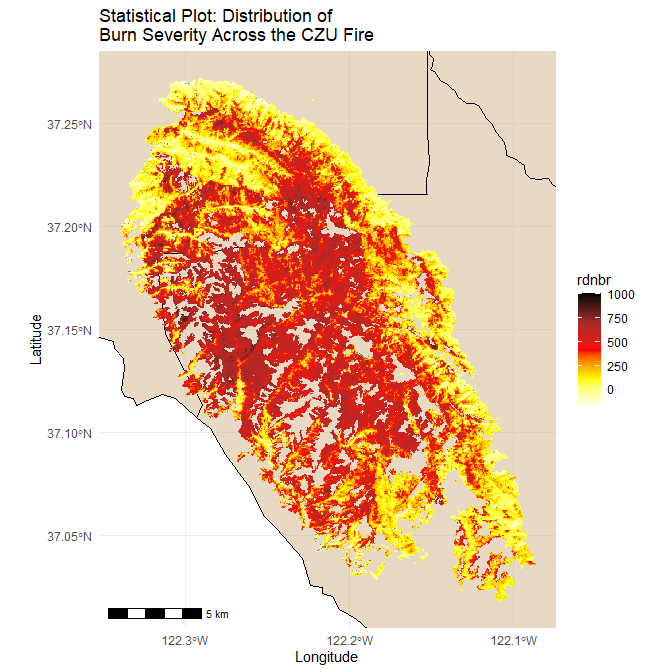 Statistical Plot: Distribution of
Burn Severity Across the CZU Fire
37.25°N
37.20°N
37.15°N
37.10°N
37.05°N
Latitude
rdnbr
1000
750
500
250
0
5 km
122.3°W
122.2°W
122.1°W
Longitude